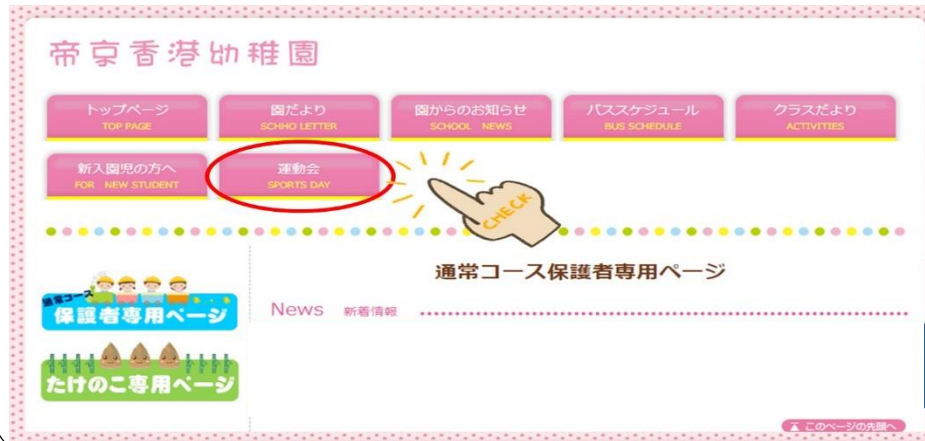 帝京香港幼稚園
トップページ
TOP PAGE
園だより
SCHHO LETTER
園からのお知らせ
SCHOOL NEWS
バススケジュール
BUS SCHEDULE
クラスだより
ACTIVITIES
新入園児の方へ
FOR NEW STUDENT
運動会
SPORTS DAY
CHECK
通常コース保護者専用ページ
通常コース
保護者専用ページ
News 新着情報
たけのこ専用ページ
このページの先頭へ